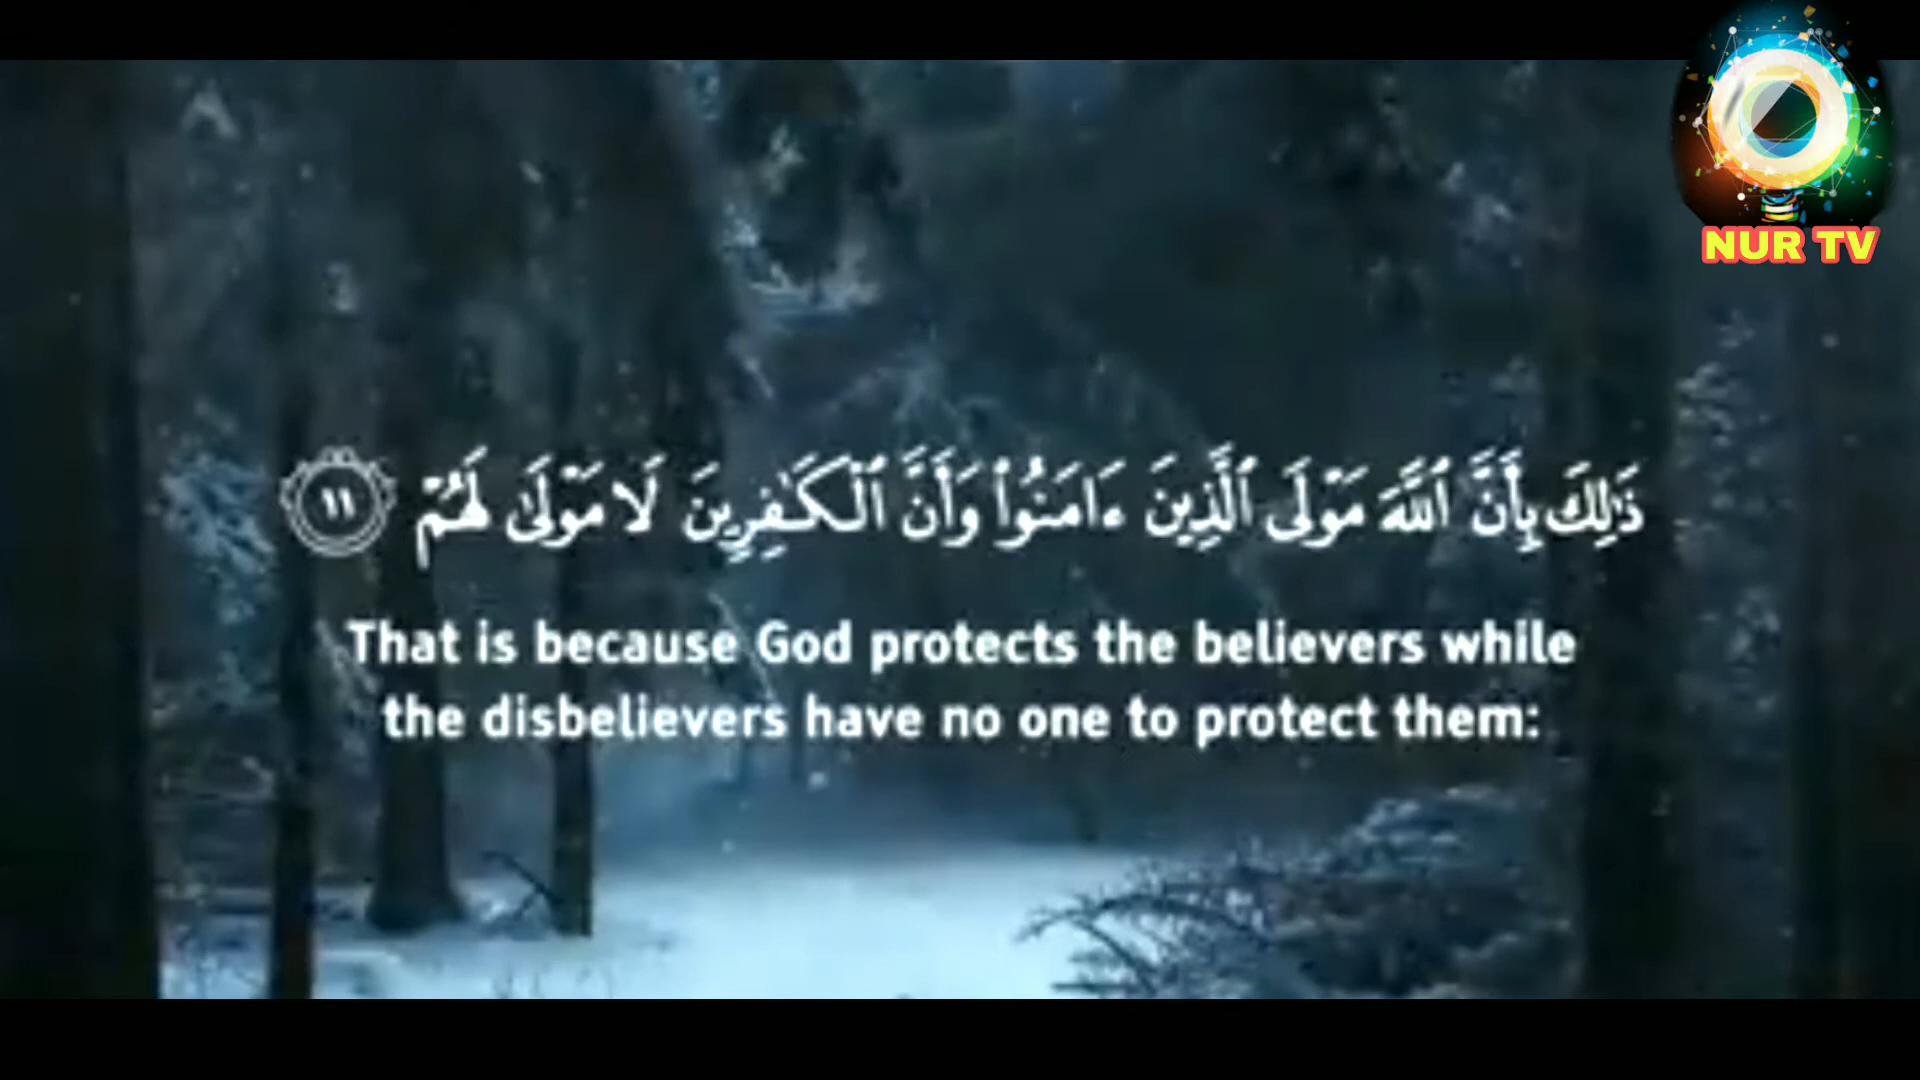 NUR TV
ذَٰلِكَ بِأَنَّ ٱللَّهَ مَوْلَى ٱلَّذِينَ ءَامَنُوا۟ وَأَنَّ ٱلْكَـٰفِرِينَ لَا مَوْلَىٰ لَهُمْ ١١
That is because God protects the believers while
the disbelievers have no one to protect them: